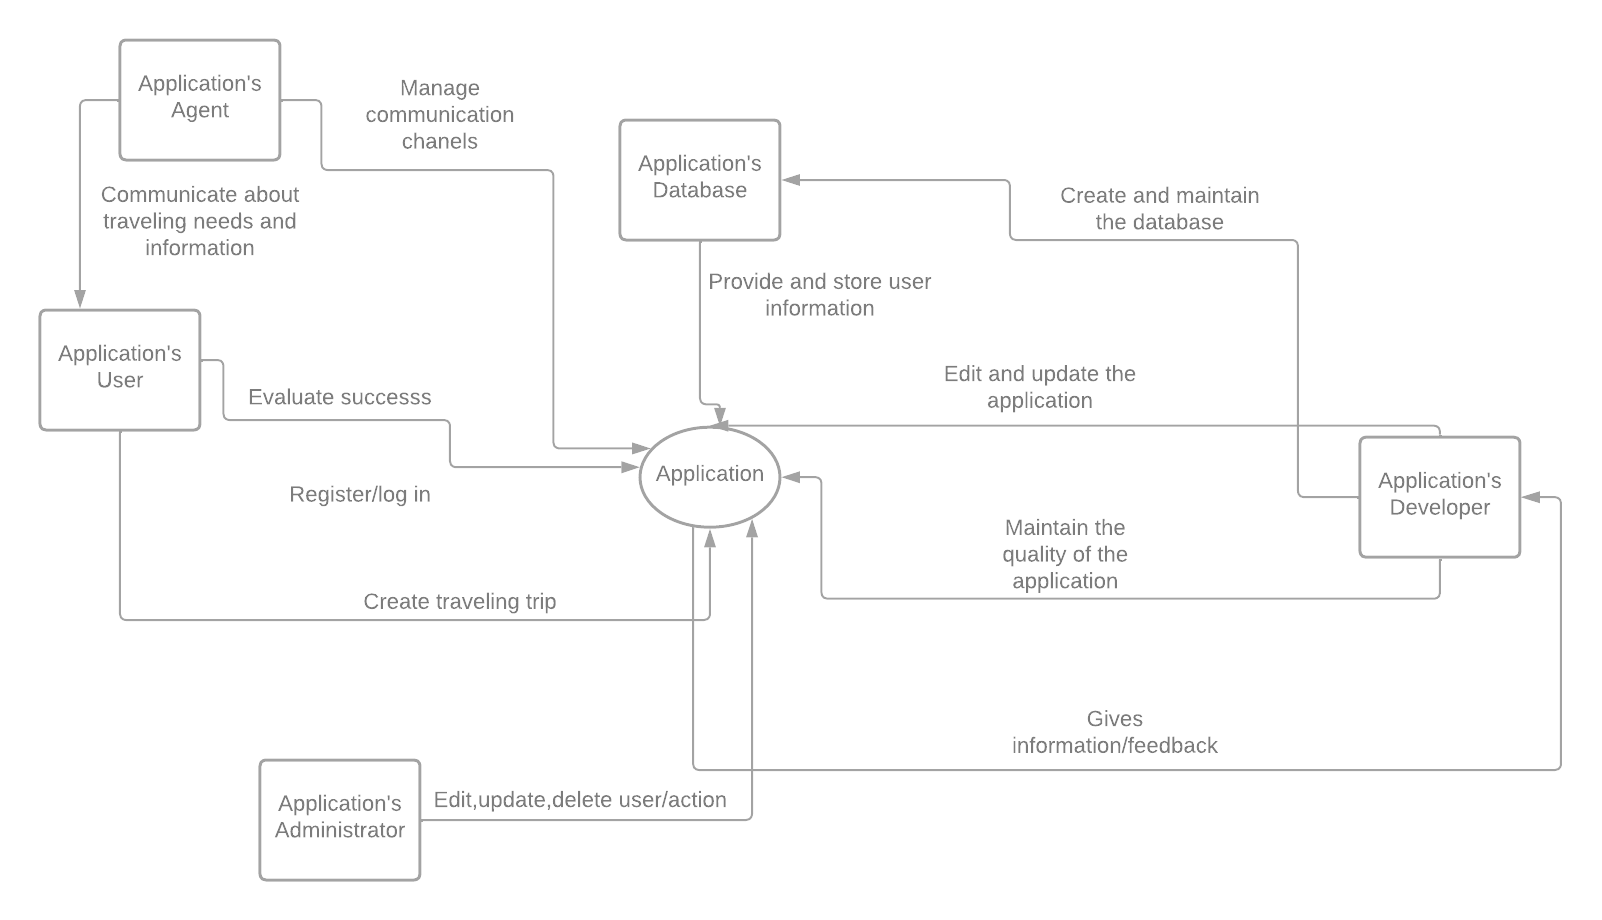 Application's
Agent
Manage
communication
chanels
Communicate about
traveling needs and
information
Application's
Database
Create and maintain
the database
Provide and store user
information
Application's
User
Evaluate successs
Edit and update the
application
Register/log in
Application
Application's
Developer
Maintain the
quality of the
application
Create traveling trip
Gives
information/feedback
Application's
Administrator
Edit,update,delete user/action